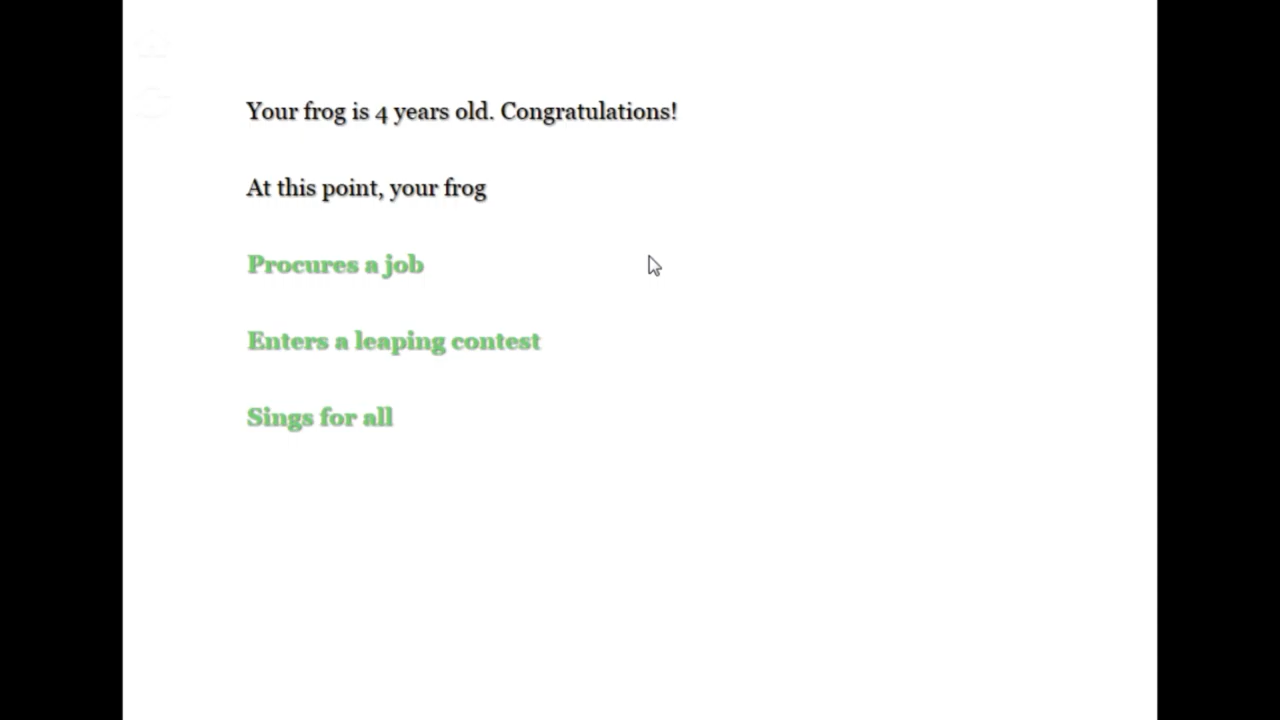 Your frog is 4 years old. Congratulations!
At this point, your frog
Procures a job
Enters a leaping contest
Sings for all